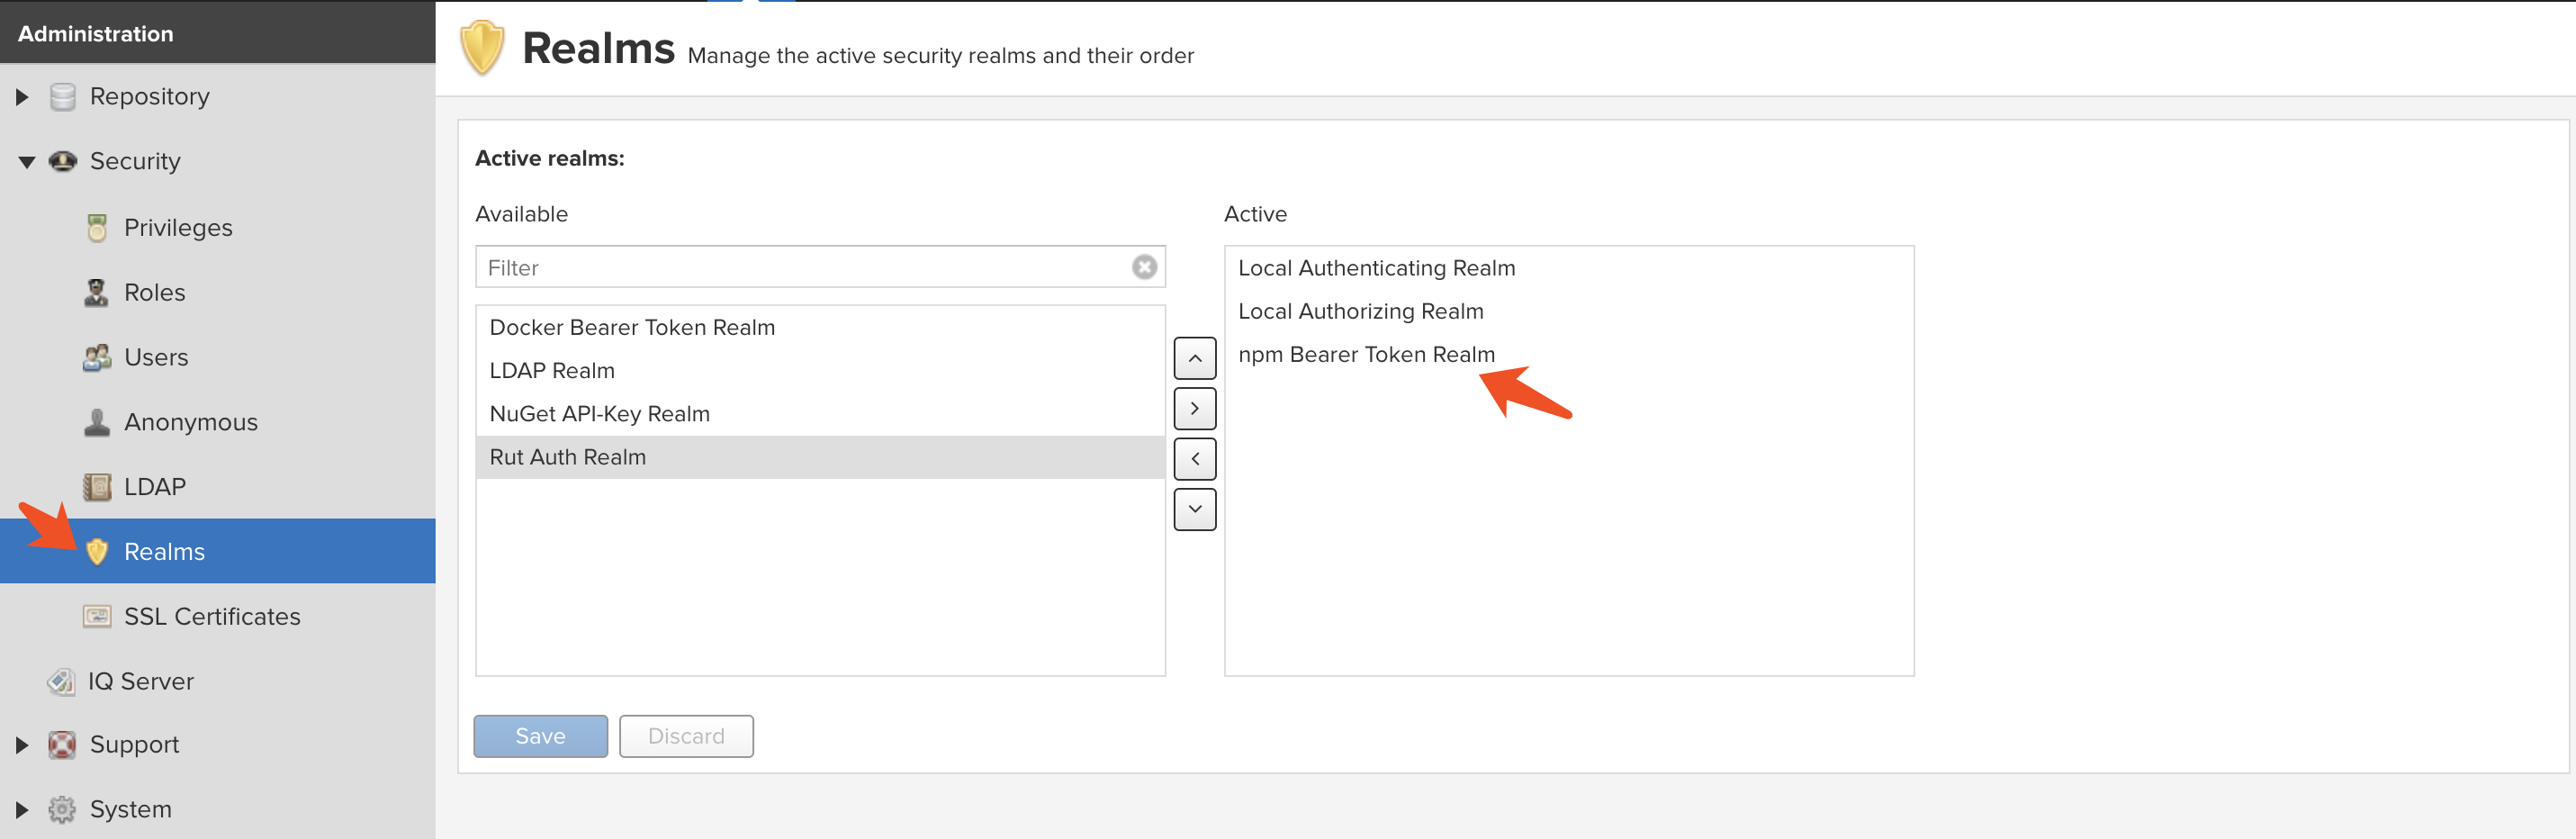 Administration
Repository
Security
Privileges
Roles
Users
Anonymous
LDAP
Realms
SSL Certificates
IQ Server
Support
System
Realms Manage the active security realms and their order
Active realms:
Available
Filter
Docker Bearer Token Realm
LDAP Realm
NuGet API-Key Realm
Rut Auth Realm
Active
Local Authenticating Realm
Local Authorizing Realm
npm Bearer Token Realm
Save Discard